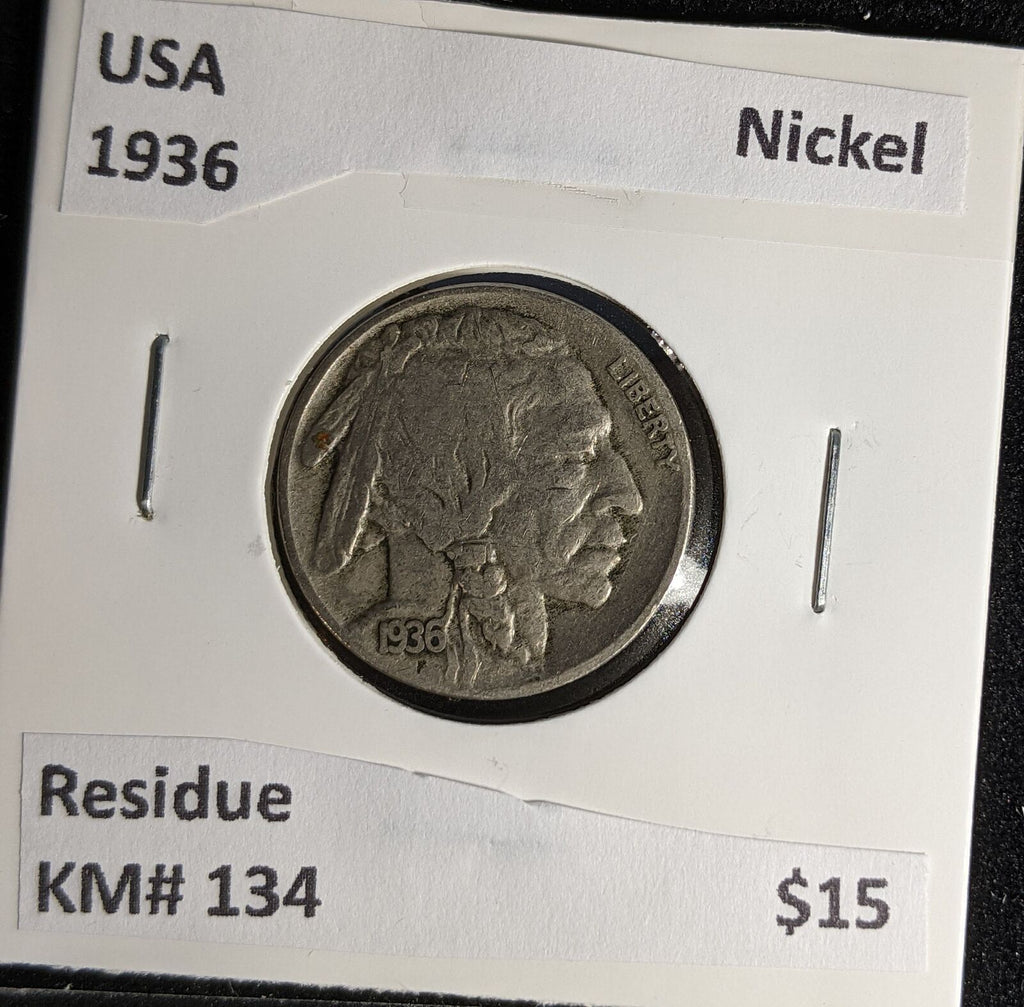 USA
1936
Nickel
LIBERTY
1936
F
Residue
KM# 134
$15